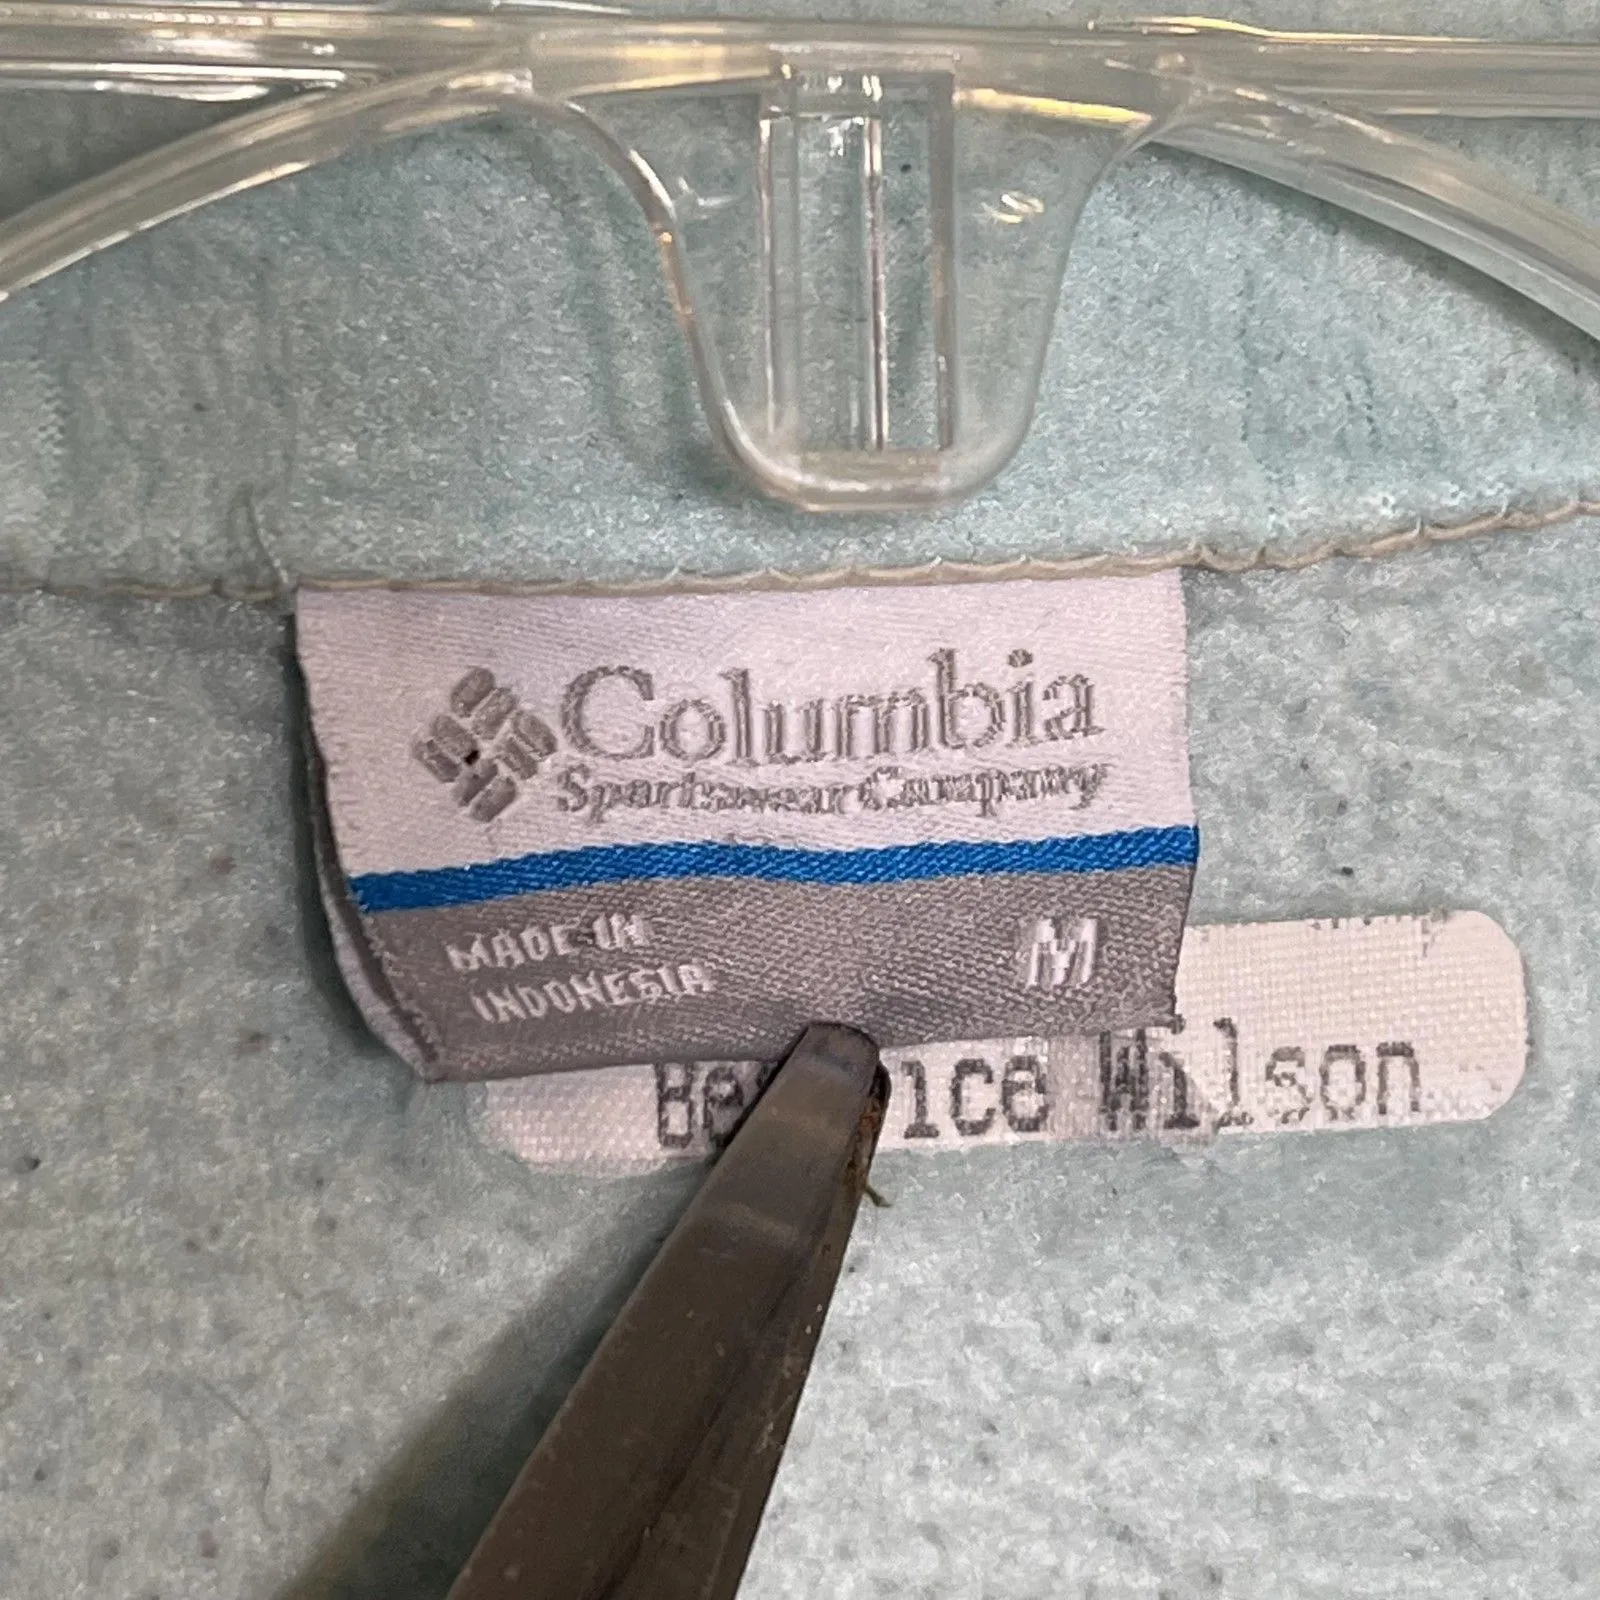 Columbia
Sportswear Company
MADE IN
INDONESIA
M
Wilson